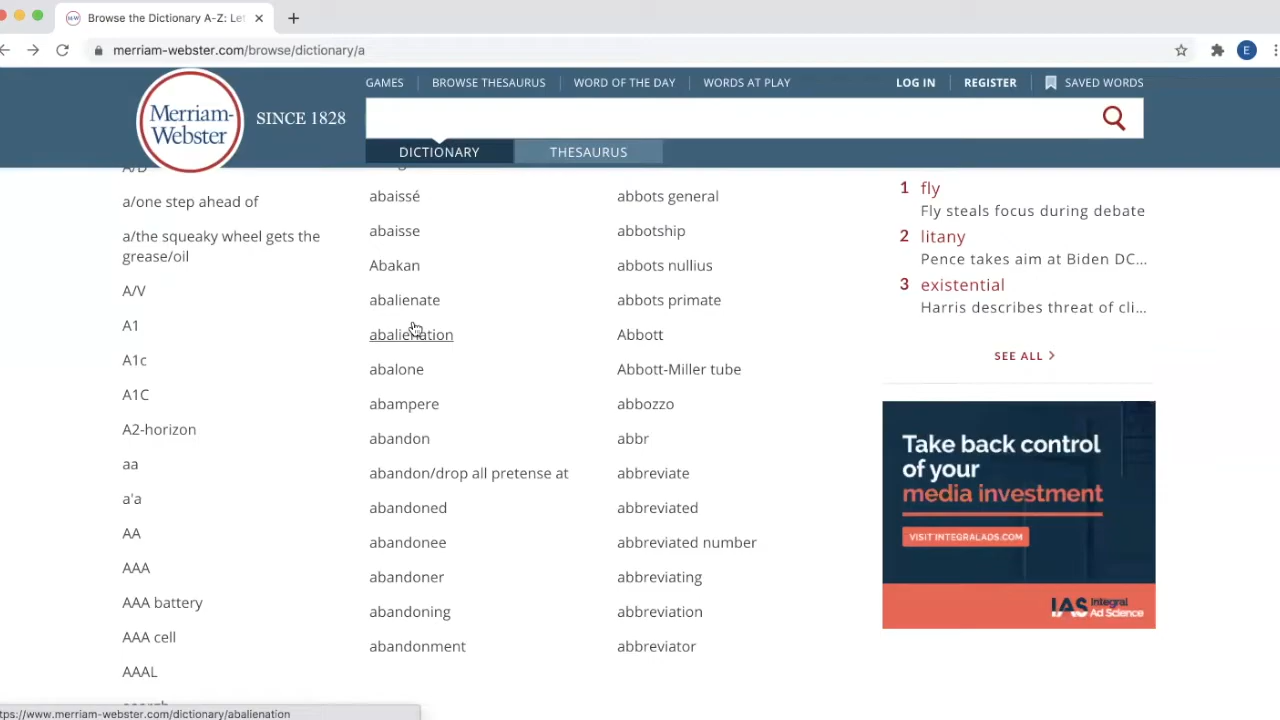 Browse the Dictionary A-Z: Let
merriam-webster.com/browse/dictionary/a
E
GAMES
BROWSE THESAURUS
WORD OF THE DAY
WORDS AT PLAY
LOG IN
REGISTER
SAVED WORDS
Merriam-
Webster
SINCE 1828
DICTIONARY
THESAURUS
A/D
a/one step ahead of
a/the squeaky wheel gets the
grease/oil
A/V
A1
A1c
A1C
A2-horizon
aa
a'a
AA
AAA
AAA battery
AAA cell
AAAL
abaissé
abaisse
Abakan
abalienate
abalienation
abalone
abampere
abandon
abandon/drop all pretense at
abandoned
abandonee
abandoner
abandoning
abandonment
abbots general
abbotship
abbots nullius
abbots primate
Abbott
Abbott-Miller tube
abbozzo
abbr
abbreviate
abbreviated
abbreviated number
abbreviating
abbreviation
abbreviator
1 fly
Fly steals focus during debate
2 litany
Pence takes aim at Biden DC...
3 existential
Harris describes threat of cli...
SEE ALL
Take back control
of your
media investment
VISIT INTEGRALADS.COM
IAS Integral
Ad Science
tps://www.merriam-webster.com/dictionary/abalienation